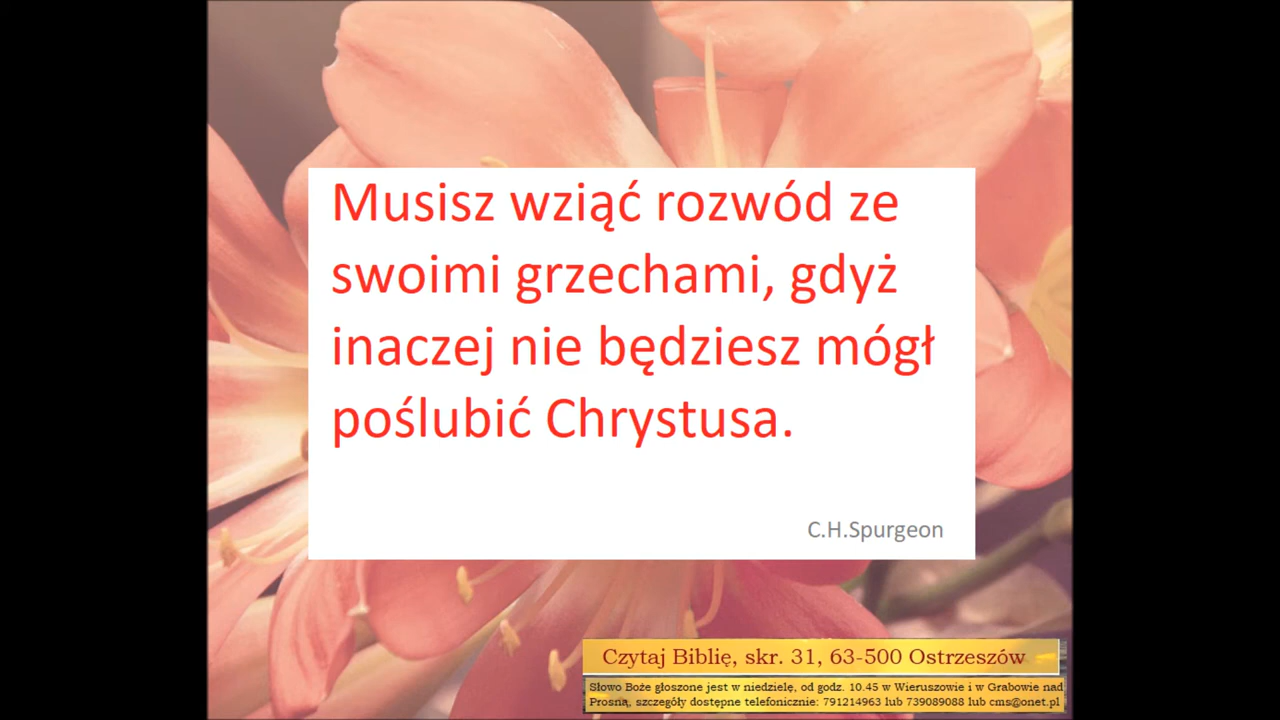 Musisz wziąć rozwód ze
swoimi grzechami, gdyż
inaczej nie będziesz mógł
poślubić Chrystusa.
C.H.Spurgeon
Czytaj Biblię, skr. 31, 63-500 Ostrzeszów
Słowo Boże głoszone jest w niedzielę, od godz. 10.45 w Wieruszowie i w Grabowie nad
Prosną, szczegóły dostępne telefonicznie: 791214963 lub 739089088 lub cms@onet.pl